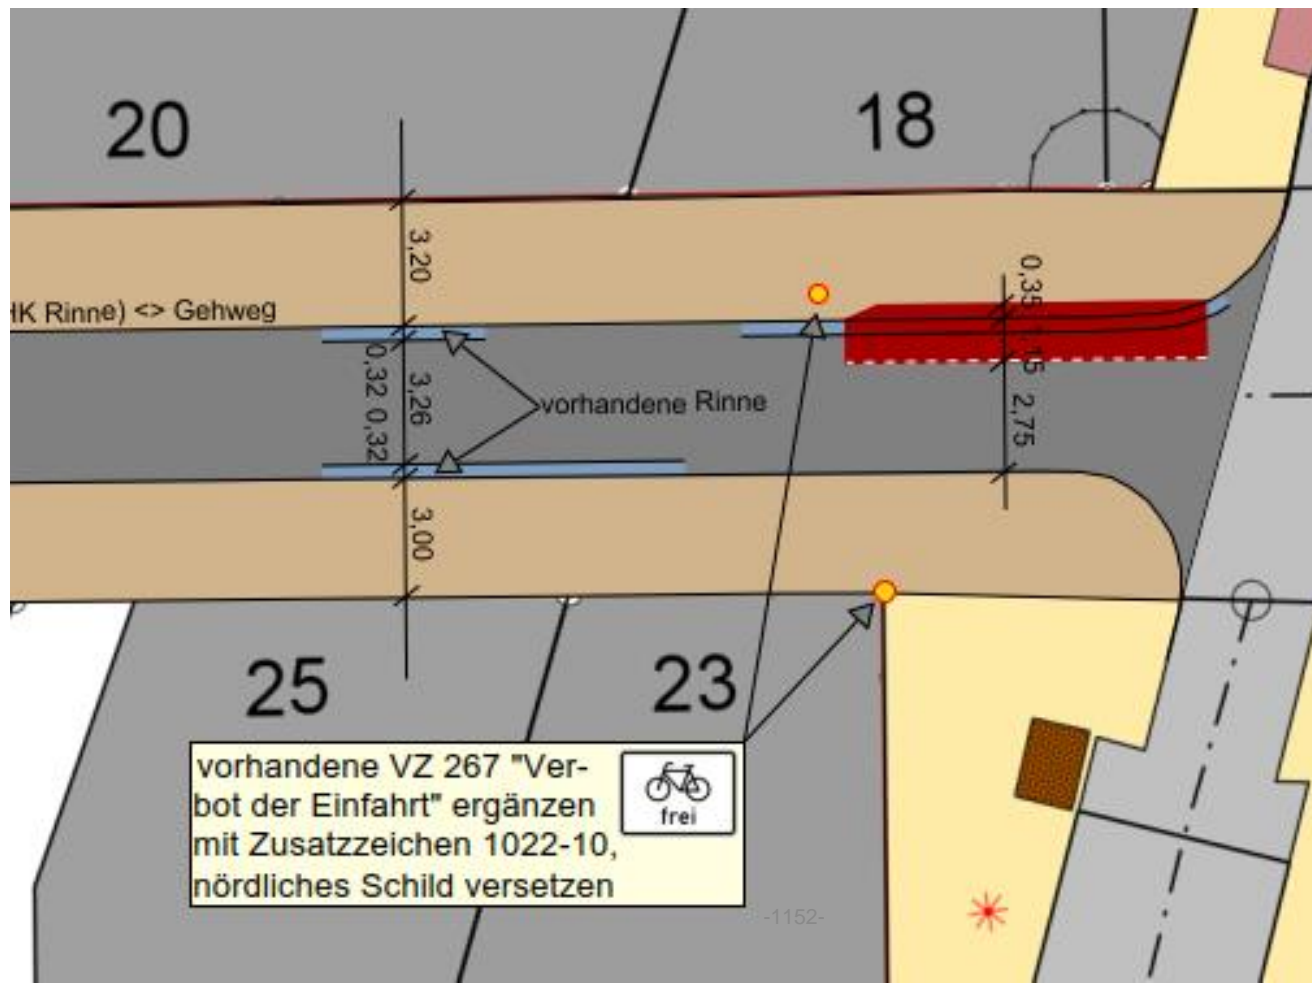 20
18
3,20
0,35
HK Rinne) <> Gehweg
0,32
3,26
1,15
vorhandene Rinne
2,75
0,32
3,00
25
23
vorhandene VZ 267 "Ver-
bot der Einfahrt" ergänzen
mit Zusatzzeichen 1022-10,
nördliches Schild versetzen
frei
-1152-